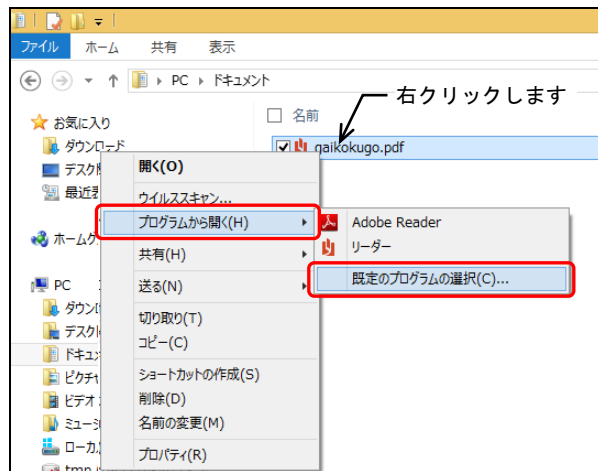 ファイル ホーム 共有 表示
PC ドキュメント
右クリックします
お気に入り
名前
ダウンロード
gaikokugo.pdf
デスク
開く(O)
最近
ウイルススキャン...
プログラムから開く(H)
Adobe Reader
ホームグ
リーダー
共有(H)
PC
送る(N)
既定のプログラムの選択(C)...
ダウン
切り取り(T)
デスク
コピー(C)
ドキュ
ピクチ
ショートカットの作成(S)
ビデオ
削除(D)
ミュー
名前の変更(M)
ローカ
プロパティ(R)
tmp